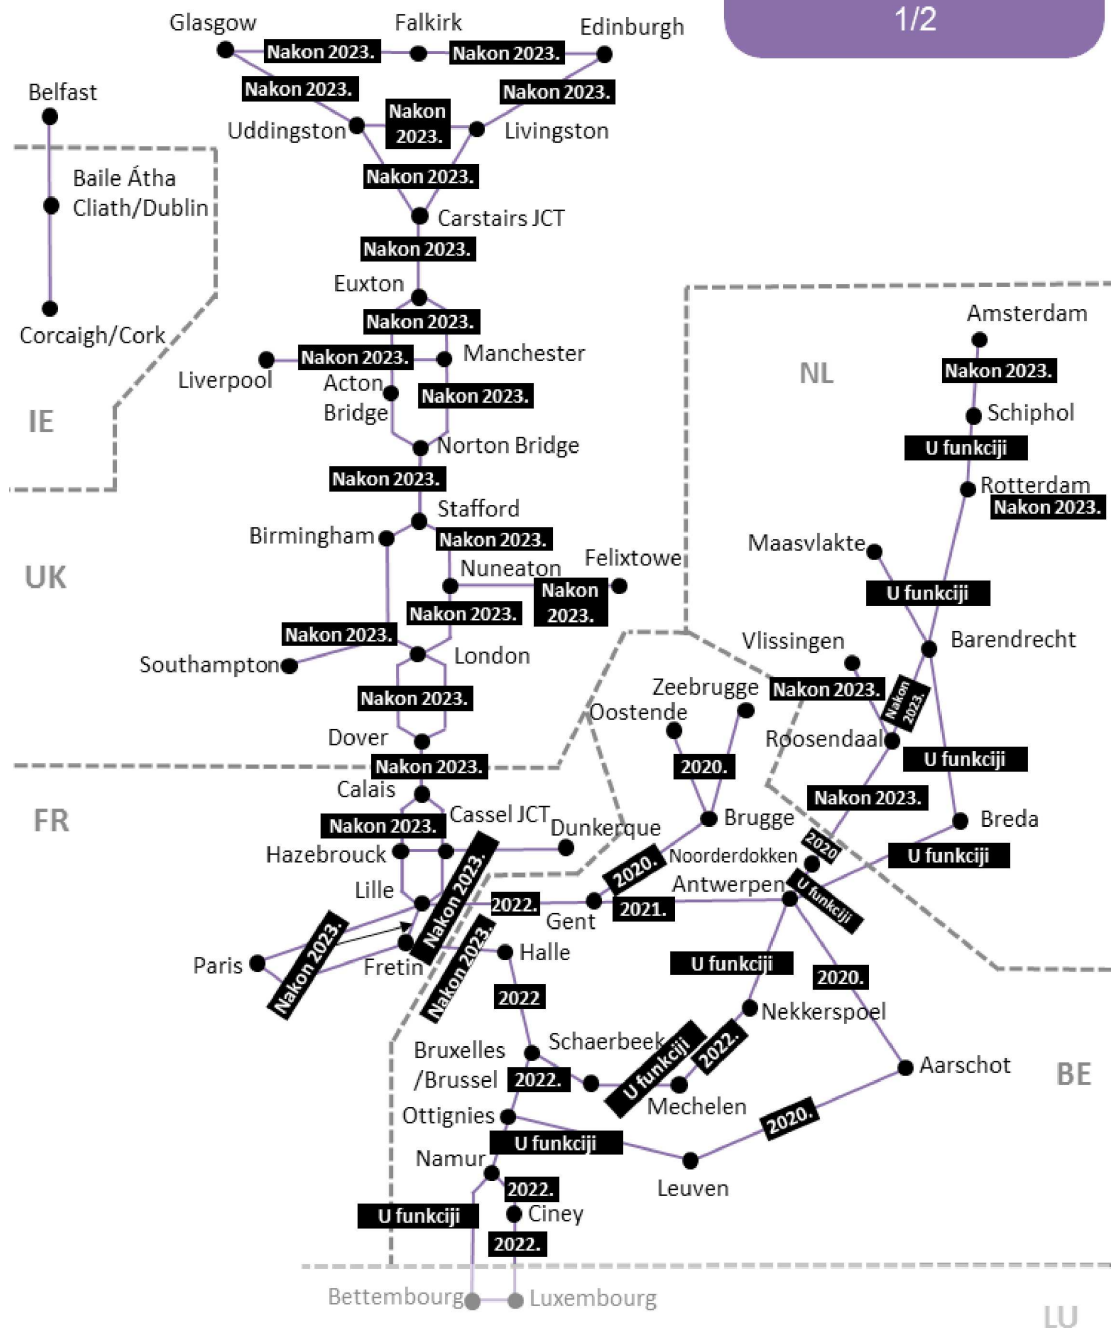 1/2
Glasgow
Falkirk
Edinburgh
Nakon 2023.
Nakon 2023.
Nakon 2023.
Nakon 2023.
Belfast
Uddingston
Nakon
2023.
Livingston
Baile Átha
Cliath/Dublin
Nakon 2023.
Carstairs JCT
Nakon 2023.
Euxton
Corcaigh/Cork
Nakon 2023.
Amsterdam
Liverpool
Nakon 2023.
Manchester
Acton
Bridge
Nakon 2023.
NL
Nakon 2023.
Schiphol
IE
Norton Bridge
U funkciji
Nakon 2023.
Rotterdam
Nakon 2023.
Stafford
Birmingham
Nakon 2023.
Maasvlakte
UK
Nuneaton
Felixtowe
Nakon
2023.
U funkciji
Nakon 2023.
Nakon 2023.
Southampton
London
Vlissingen
Barendrecht
Nakon 2023.
Zeebrugge
Nakon 2023.
Nakon
2023.
Oostende
Dover
Roosendaal
Nakon 2023.
2020.
U funkciji
Calais
Nakon 2023.
FR
Nakon 2023.
Cassel JCT
Dunkerque
Brugge
Breda
Hazebrouck
Nakon 2023.
2020.
Noorderdokken
2020
U funkciji
Lille
2022.
Gent
2021.
Antwerpen
U funkciji
Nakon 2023.
Paris
Fretin
Nakon 2023.
Halle
U funkciji
2020.
2022
Nekkerspoel
Bruxelles
/Brussel
Schaerbeek
U funkciji
2022.
2022.
Mechelen
Aarschot
BE
Ottignies
2020.
U funkciji
Namur
Leuven
2022.
U funkciji
Ciney
2022.
Bettembourg
Luxembourg
LU